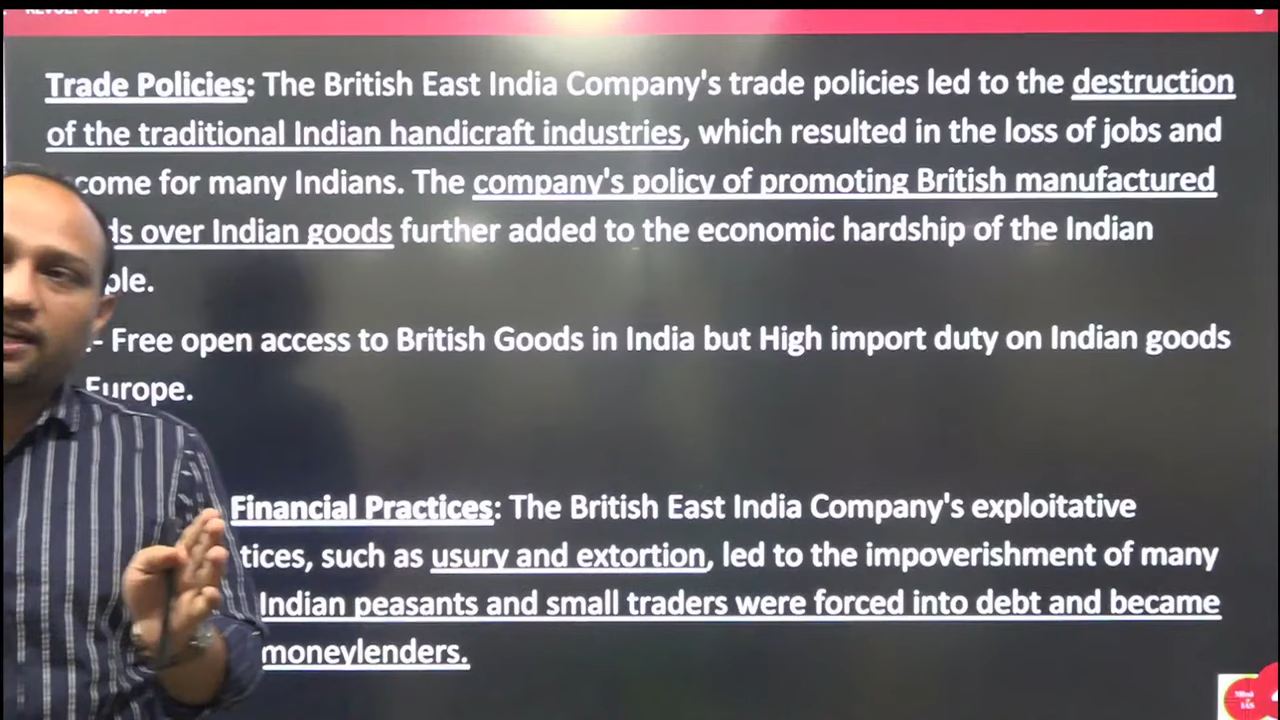 Trade Policies: The British East India Company's trade policies led to the destruction
of the traditional Indian handicraft industries, which resulted in the loss of jobs and
come for many Indians. The company's policy of promoting British manufactured
ds over Indian goods further added to the economic hardship of the Indian
ple.
.- Free open access to British Goods in India but High import duty on Indian goods
Europe.
Financial Practices: The British East India Company's exploitative
tices, such as usury and extortion, led to the impoverishment of many
Indian peasants and small traders were forced into debt and became
moneylenders.